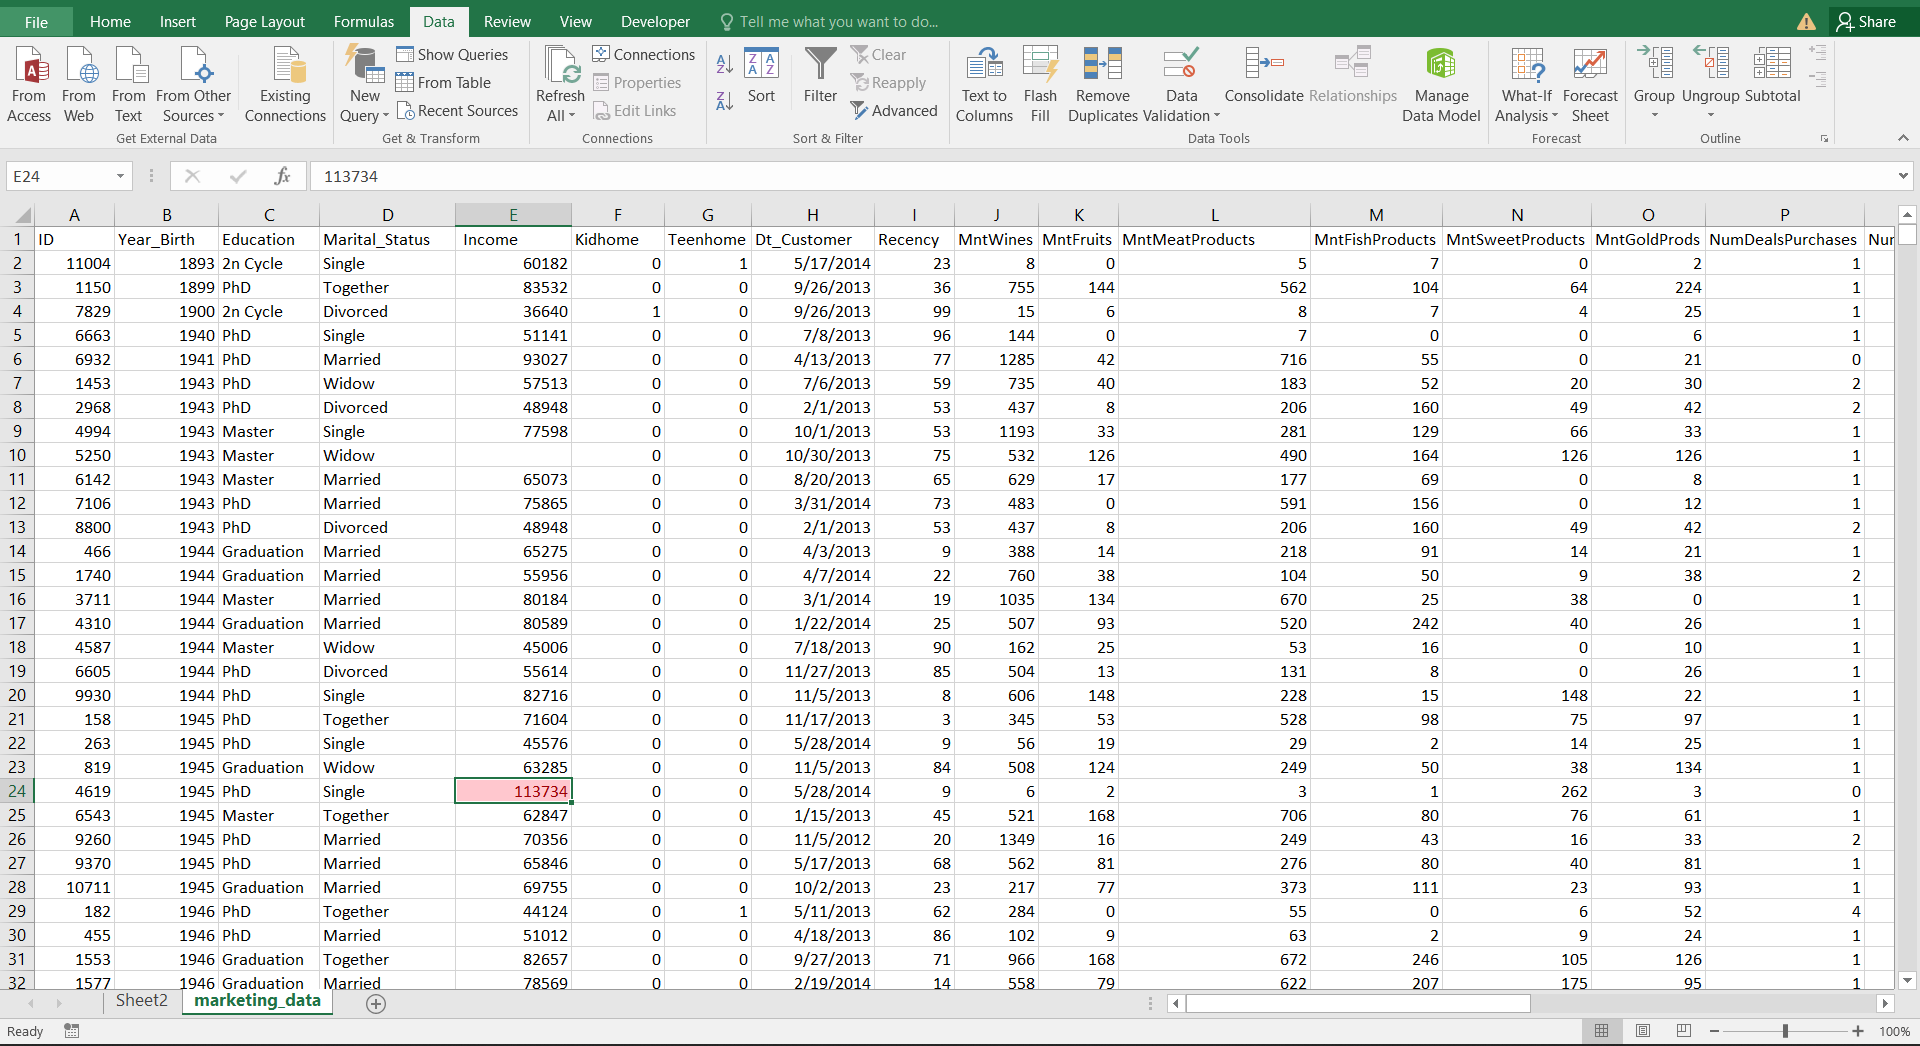 File Home Insert Page Layout Formulas Data Review View Developer Tell me what you want to do... Share
From Access From Web From Text From Other Sources Existing Connections New Query Show Queries From Table Recent Sources Refresh All Connections Properties Edit Links Sort Filter Clear Reapply Advanced Text to Columns Flash Fill Remove Duplicates Data Validation Consolidate Relationships Manage Data Model What-If Analysis Forecast Sheet Group Ungroup Subtotal
Get External Data Get & Transform Connections Sort & Filter Data Tools Forecast Outline
E24 fx 113734
A B C D E F G H I J K L M N O P
1 ID Year_Birth Education Marital_Status Income Kidhome Teenhome Dt_Customer Recency MntWines MntFruits MntMeatProducts MntFishProducts MntSweetProducts MntGoldProds NumDealsPurchases Nur
2 11004 1893 2n Cycle Single 60182 0 1 5/17/2014 23 8 0 5 7 0 2 1
3 1150 1899 PhD Together 83532 0 0 9/26/2013 36 755 144 562 104 64 224 1
4 7829 1900 2n Cycle Divorced 36640 1 0 9/26/2013 99 15 6 8 7 4 25 1
5 6663 1940 PhD Single 51141 0 0 7/8/2013 96 144 0 7 0 0 6 1
6 6932 1941 PhD Married 93027 0 0 4/13/2013 77 1285 42 716 55 0 21 0
7 1453 1943 PhD Widow 57513 0 0 7/6/2013 59 735 40 183 52 20 30 2
8 2968 1943 PhD Divorced 48948 0 0 2/1/2013 53 437 8 206 160 49 42 2
9 4994 1943 Master Single 77598 0 0 10/1/2013 53 1193 33 281 129 66 33 1
10 5250 1943 Master Widow 0 0 10/30/2013 75 532 126 490 164 126 126 1
11 6142 1943 Master Married 65073 0 0 8/20/2013 65 629 17 177 69 0 8 1
12 7106 1943 PhD Married 75865 0 0 3/31/2014 73 483 0 591 156 0 12 1
13 8800 1943 PhD Divorced 48948 0 0 2/1/2013 53 437 8 206 160 49 42 2
14 466 1944 Graduation Married 65275 0 0 4/3/2013 9 388 14 218 91 14 21 1
15 1740 1944 Graduation Married 55956 0 0 4/7/2014 22 760 38 104 50 9 38 2
16 3711 1944 Master Married 80184 0 0 3/1/2014 19 1035 134 670 25 38 0 1
17 4310 1944 Graduation Married 80589 0 0 1/22/2014 25 507 93 520 242 40 26 1
18 4587 1944 Master Widow 45006 0 0 7/18/2013 90 162 25 53 16 0 10 1
19 6605 1944 PhD Divorced 55614 0 0 11/27/2013 85 504 13 131 8 0 26 1
20 9930 1944 PhD Single 82716 0 0 11/5/2013 8 606 148 228 15 148 22 1
21 158 1945 PhD Together 71604 0 0 11/17/2013 3 345 53 528 98 75 97 1
22 263 1945 PhD Single 45576 0 0 5/28/2014 9 56 19 29 2 14 25 1
23 819 1945 Graduation Widow 63285 0 0 11/5/2013 84 508 124 249 50 38 134 1
24 4619 1945 PhD Single 113734 0 0 5/28/2014 9 6 2 3 1 262 3 0
25 6543 1945 Master Together 62847 0 0 1/15/2013 45 521 168 706 80 76 61 1
26 9260 1945 PhD Married 70356 0 0 11/5/2012 20 1349 16 249 43 16 33 2
27 9370 1945 PhD Married 65846 0 0 5/17/2013 68 562 81 276 80 40 81 1
28 10711 1945 Graduation Married 69755 0 0 10/2/2013 23 217 77 373 111 23 93 1
29 182 1946 PhD Together 44124 0 1 5/11/2013 62 284 0 55 0 6 52 4
30 455 1946 PhD Married 51012 0 0 4/18/2013 86 102 9 63 2 9 24 1
31 1553 1946 Graduation Together 82657 0 0 9/27/2013 71 966 168 672 246 105 126 1
32 1577 1946 Graduation Married 78569 0 0 2/19/2014 14 558 79 622 207 175 95 1
Sheet2 marketing_data
Ready 100%